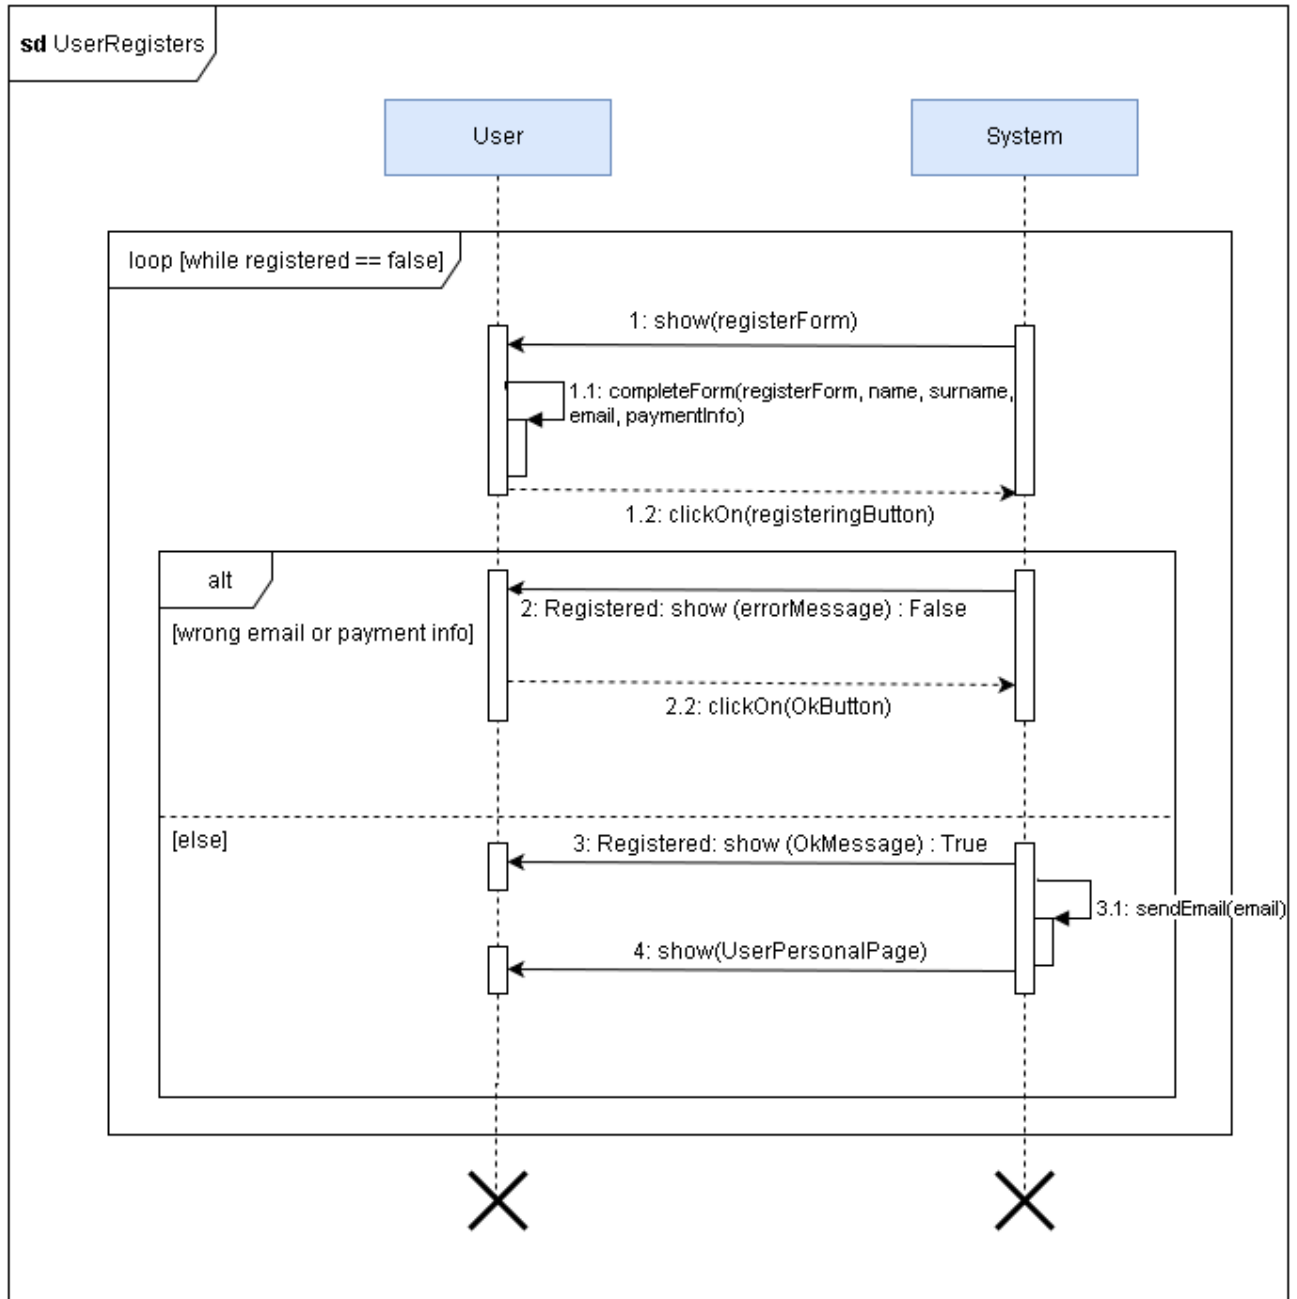 sd UserRegisters
User
System
loop [while registered == false]
1: show(registerForm)
1.1: completeForm(registerForm, name, surname,
email, paymentInfo)
1.2: clickOn(registeringButton)
alt
2: Registered: show (errorMessage) : False
[wrong email or payment info]
2.2: clickOn(OkButton)
[else]
3: Registered: show (OkMessage) : True
3.1: sendEmail(email)
4: show(UserPersonalPage)